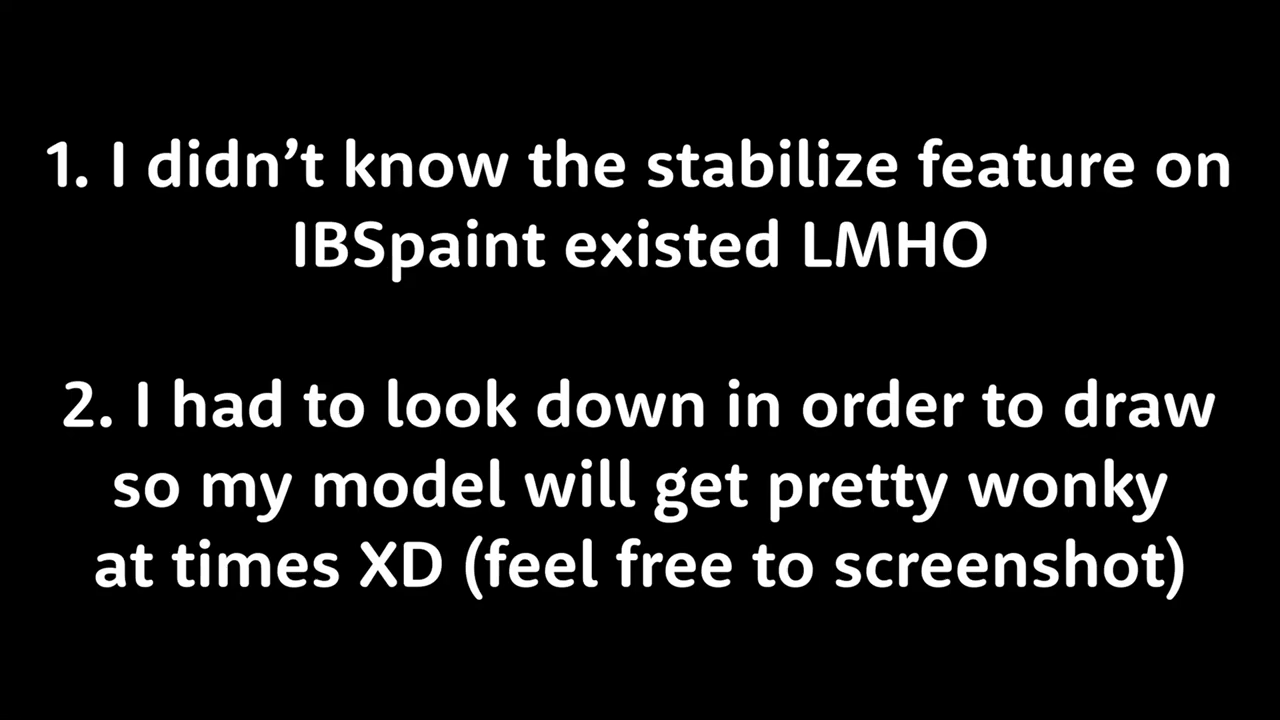 1. I didn’t know the stabilize feature on
IBSpaint existed LMHO
2. I had to look down in order to draw
so my model will get pretty wonky
at times XD (feel free to screenshot)